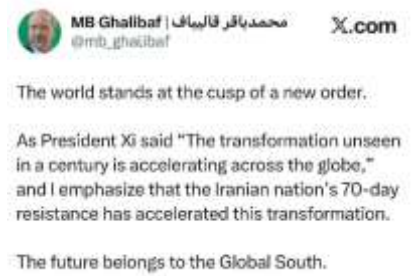 MB Ghalibaf | محمدباقر قالیباف
@mb_ghalibaf
X.com
The world stands at the cusp of a new order.
As President Xi said “The transformation unseen
in a century is accelerating across the globe,”
and I emphasize that the Iranian nation's 70-day
resistance has accelerated this transformation.
The future belongs to the Global South.